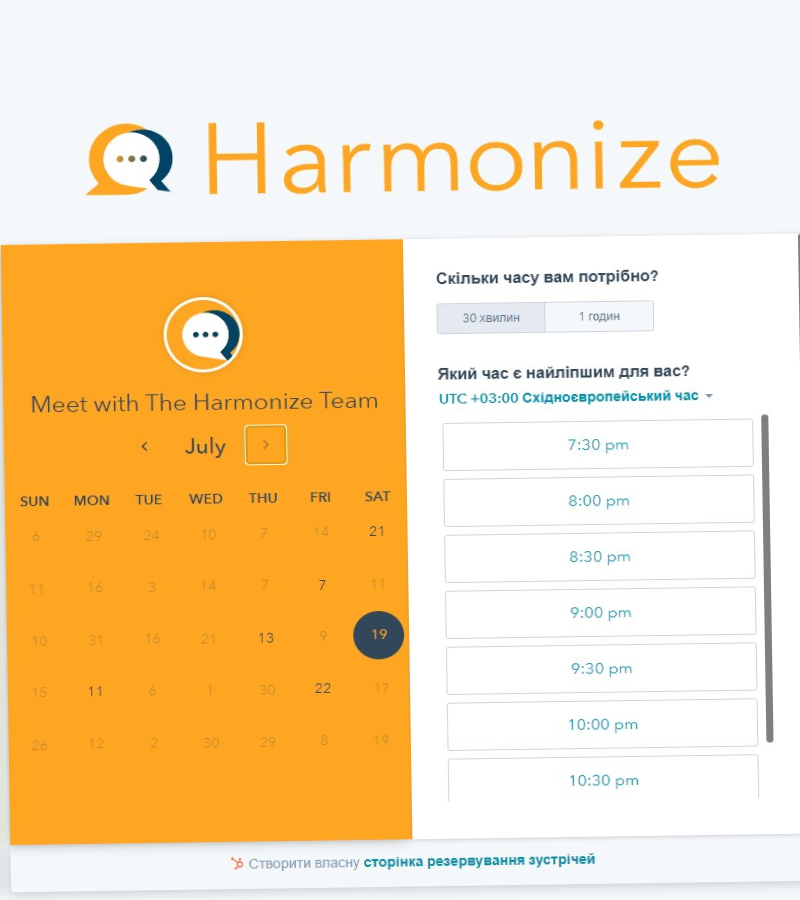 Harmonize
Meet with The Harmonize Team
July
SUN MON TUE WED THU FRI SAT
6 29 24 10 7 14 21
11 16 3 14 7 7 11
10 31 16 21 13 9 19
15 11 6 1 30 22 17
26 12 2 30 29 8 19
Скільки часу вам потрібно?
30 хвилин 1 годин
Який час є найліпшим для вас?
UTC +03:00 Східноєвропейський час
7:30 pm
8:00 pm
8:30 pm
9:00 pm
9:30 pm
10:00 pm
10:30 pm
Створити власну сторінка резервування зустрічей